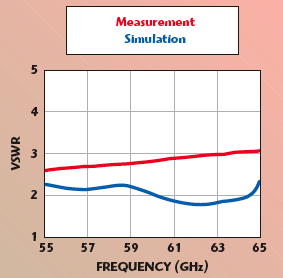 Measurement
Simulation
5
4
3
2
1
VSWR
55 57 59 61 63 65
FREQUENCY (GHz)